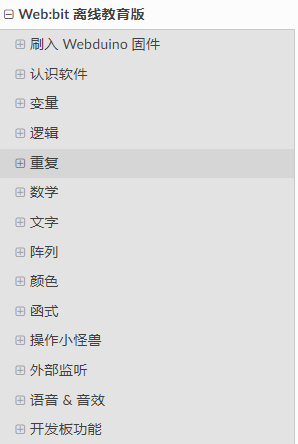 Web:bit 离线教育版
刷入 Webduino 固件
认识软件
变量
逻辑
重复
数学
文字
阵列
颜色
函式
操作小怪兽
外部监听
语音 & 音效
开发板功能